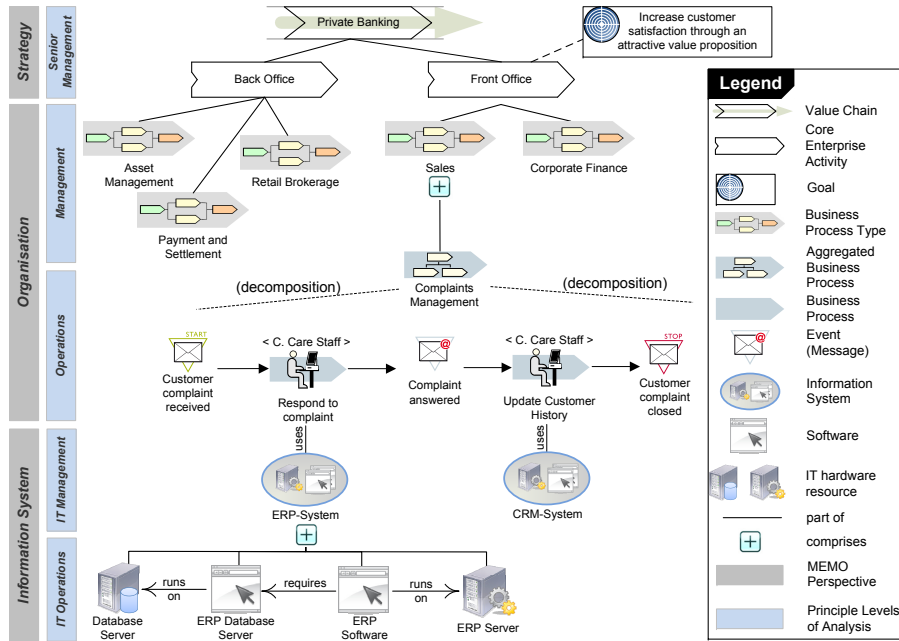 Strategy
Senior
Management
Private Banking
Increase customer
satisfaction through an
attractive value proposition
Back Office
Front Office
Organisation
Management
Asset
Management
Retail Brokerage
Payment and
Settlement
Sales
Corporate Finance
Complaints
Management
(decomposition)
(decomposition)
Operations
START
Customer
complaint
received
< C. Care Staff >
Respond to
complaint
@
Complaint
answered
< C. Care Staff >
Update Customer
History
STOP
Customer
complaint
closed
uses
uses
Information System
IT Management
ERP-System
CRM-System
IT Operations
Database
Server
runs
on
ERP Database
Server
requires
ERP
Software
runs
on
ERP Server
Legend
Value Chain
Core
Enterprise
Activity
Goal
Business
Process Type
Aggregated
Business
Process
Business
Process
@
Event
(Message)
Information
System
Software
IT hardware
resource
part of
comprises
MEMO
Perspective
Principle Levels
of Analysis